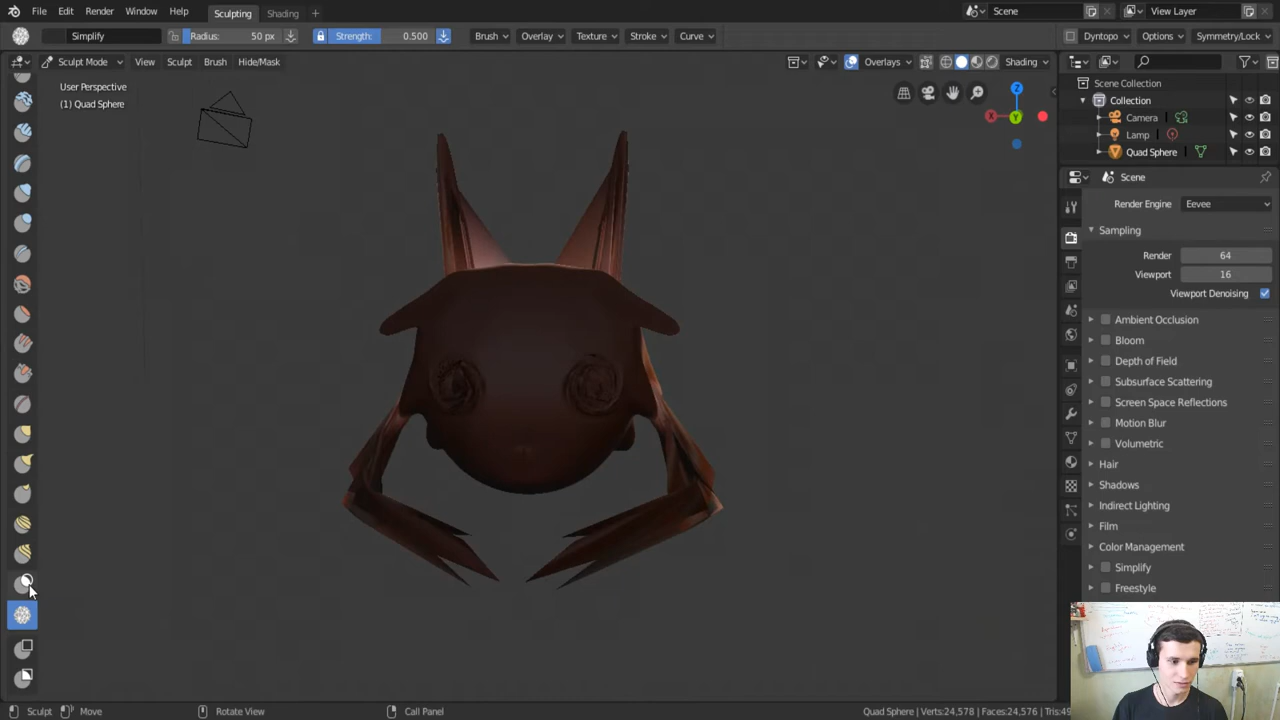 File Edit Render Window Help Sculpting Shading + Scene View Layer
Simplify Radius: 50 px Strength: 0.500 Brush Overlay Texture Stroke Curve Dyntopo Options Symmetry/Lock
Sculpt Mode View Sculpt Brush Hide/Mask Overlays Shading
User Perspective
(1) Quad Sphere
X
Y
Z
Scene Collection
Collection
Camera
Lamp
Quad Sphere
Scene
Render Engine Eevee
Sampling
Render 64
Viewport 16
Viewport Denoising
Ambient Occlusion
Bloom
Depth of Field
Subsurface Scattering
Screen Space Reflections
Motion Blur
Volumetric
Hair
Shadows
Indirect Lighting
Film
Color Management
Simplify
Freestyle
Sculpt Move Rotate View Call Panel Quad Sphere | Verts:24,578 | Faces:24,576 | Tris:49